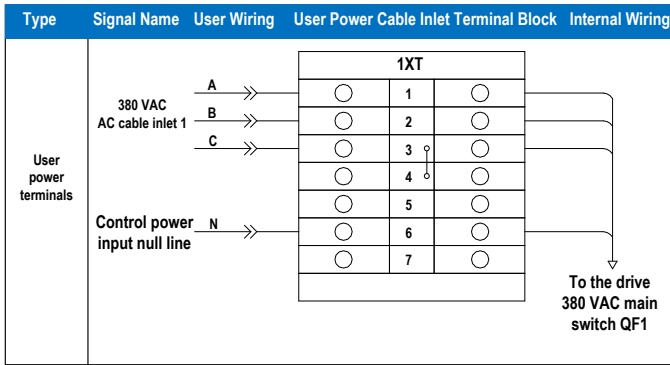 Type Signal Name User Wiring User Power Cable Inlet Terminal Block Internal Wiring
1XT
A 1
380 VAC
AC cable inlet 1
B 2
C 3
4
User
power
terminals
5
Control power
input null line
N 6
7
To the drive
380 VAC main
switch QF1